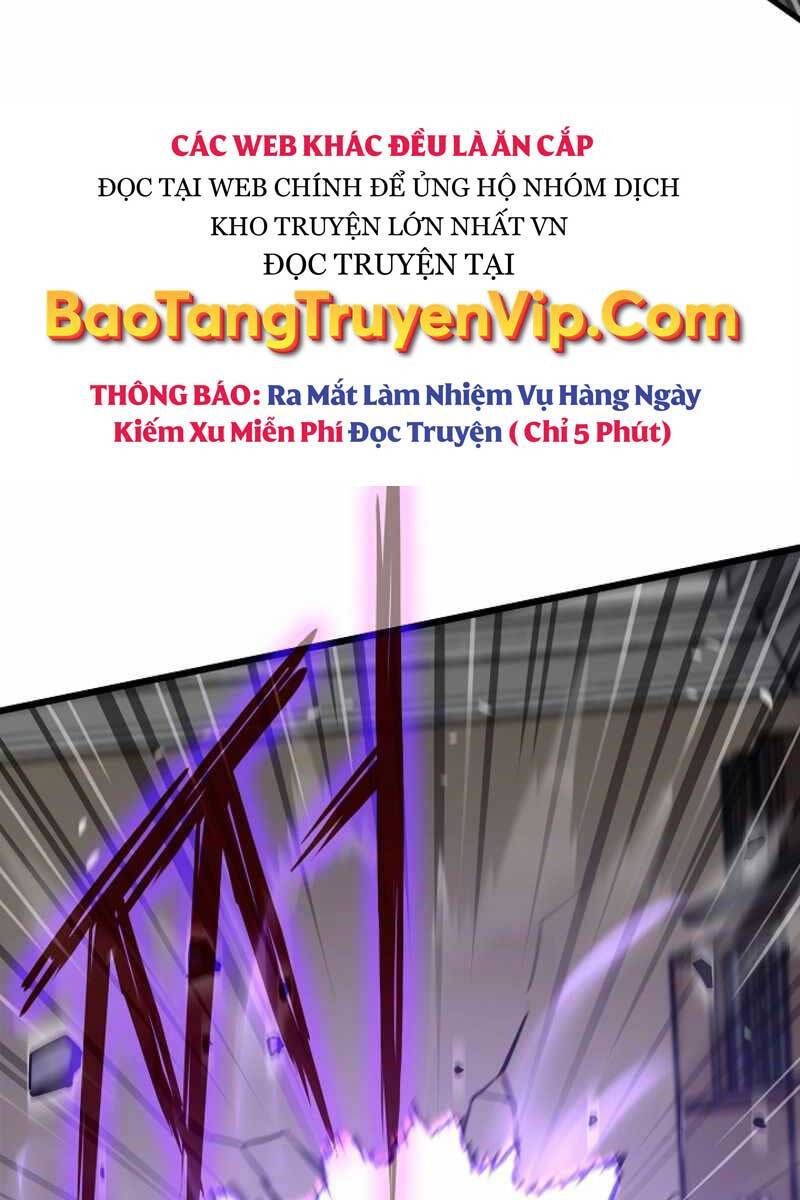 CÁC WEB KHÁC ĐỀU LÀ ĂN CẮP
ĐỌC TẠI WEB CHÍNH ĐỂ ỦNG HỘ NHÓM DỊCH
KHO TRUYỆN LỚN NHẤT VN
ĐỌC TRUYỆN TẠI
BaoTangTruyenVip.Com
THÔNG BÁO: Ra Mắt Làm Nhiệm Vụ Hàng Ngày
Kiếm Xu Miễn Phí Đọc Truyện ( Chỉ 5 Phút)